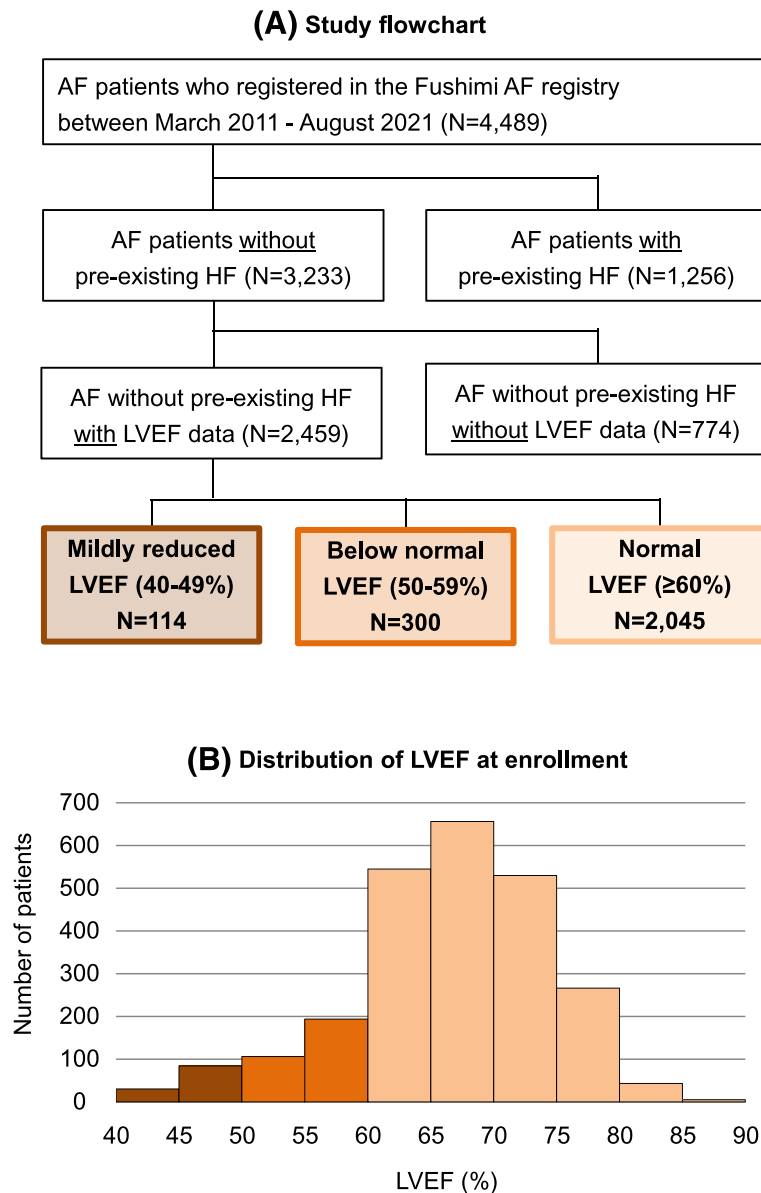 (A) Study flowchart
AF patients who registered in the Fushimi AF registry
between March 2011 - August 2021 (N=4,489)
AF patients without
pre-existing HF (N=3,233)
AF patients with
pre-existing HF (N=1,256)
AF without pre-existing HF
with LVEF data (N=2,459)
AF without pre-existing HF
without LVEF data (N=774)
Mildly reduced
LVEF (40-49%)
N=114
Below normal
LVEF (50-59%)
N=300
Normal
LVEF (≥60%)
N=2,045
(B) Distribution of LVEF at enrollment
Number of patients
700
600
500
400
300
200
100
0
40 45 50 55 60 65 70 75 80 85 90
LVEF (%)